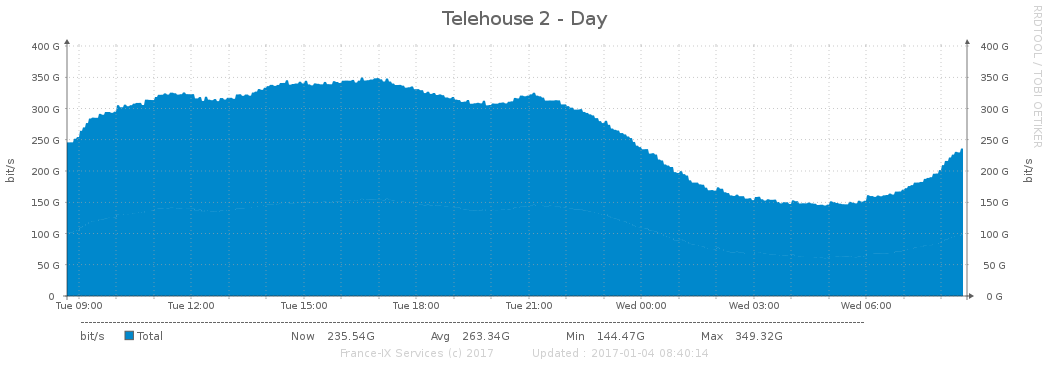 Telehouse 2 - Day
RRDTOOL / TOBI OETIKER
400 G 400 G
350 G 350 G
300 G 300 G
250 G 250 G
200 G 200 G
150 G 150 G
100 G 100 G
50 G 50 G
0 0 G
bit/s bit/s
Tue 09:00 Tue 12:00 Tue 15:00 Tue 18:00 Tue 21:00 Wed 00:00 Wed 03:00 Wed 06:00
bit/s Total Now 235.54G Avg 263.34G Min 144.47G Max 349.32G
France-IX Services (c) 2017 Updated : 2017-01-04 08:40:14